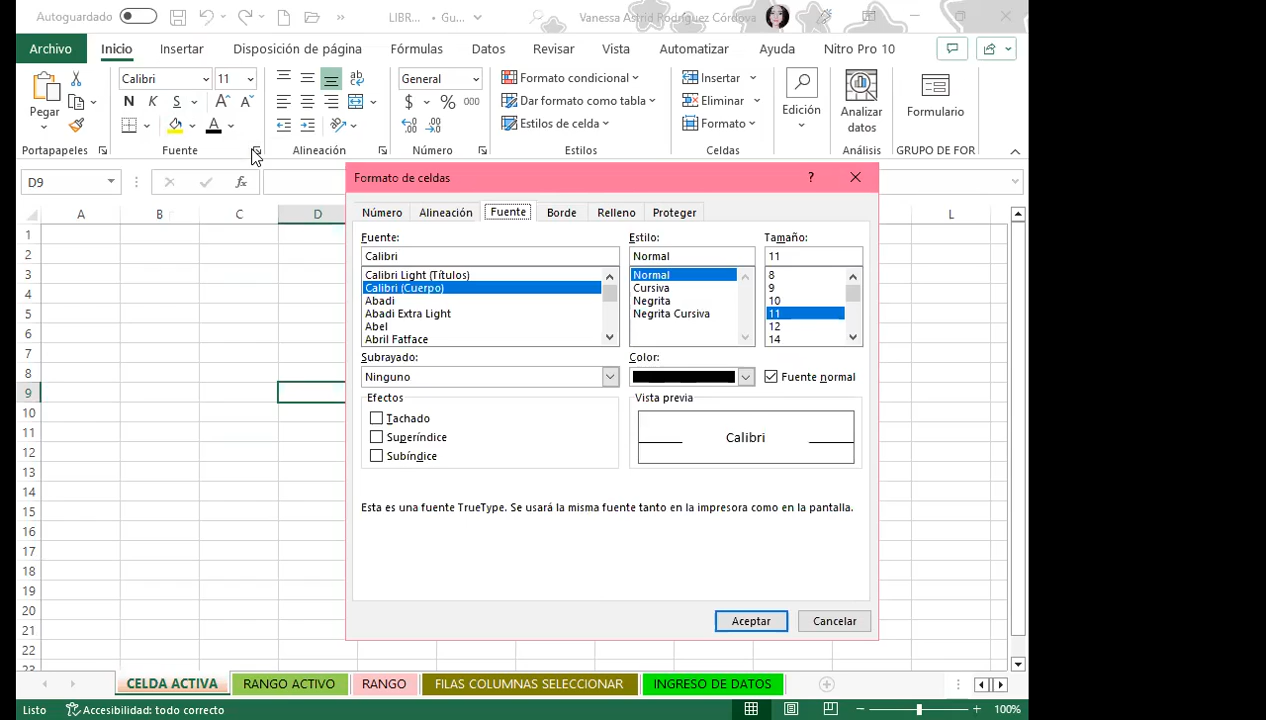 Autoguardado
LIBR... - Gu...
Vanessa Astrid Rodríguez Córdova
Archivo Inicio Insertar Disposición de página Fórmulas Datos Revisar Vista Automatizar Ayuda Nitro Pro 10
Calibri 11 General Formato condicional Insertar
Pegar N K S $ % 000 Dar formato como tabla Eliminar Edición Analizar datos Formulario
Estilos de celda Formato
Portapapeles Fuente Alineación Número Estilos Celdas Análisis GRUPO DE FOR
D9 fx
Formato de celdas ?
A B C D L
Número Alineación Fuente Borde Relleno Proteger
Fuente: Estilo: Tamaño:
Calibri Normal 11
Calibri Light (Títulos) Normal 8
Calibri (Cuerpo) Cursiva 9
Abadi Negrita 10
Abadi Extra Light Negrita Cursiva 11
Abel 12
Abril Fatface 14
Subrayado: Color:
Ninguno Fuente normal
Efectos Vista previa
Tachado
Superíndice Calibri
Subíndice
Esta es una fuente TrueType. Se usará la misma fuente tanto en la impresora como en la pantalla.
Aceptar Cancelar
1
2
3
4
5
6
7
8
9
10
11
12
13
14
15
16
17
18
19
20
21
22
23
CELDA ACTIVA RANGO ACTIVO RANGO FILAS COLUMNAS SELECCIONAR INGRESO DE DATOS
Listo Accesibilidad: todo correcto 100%